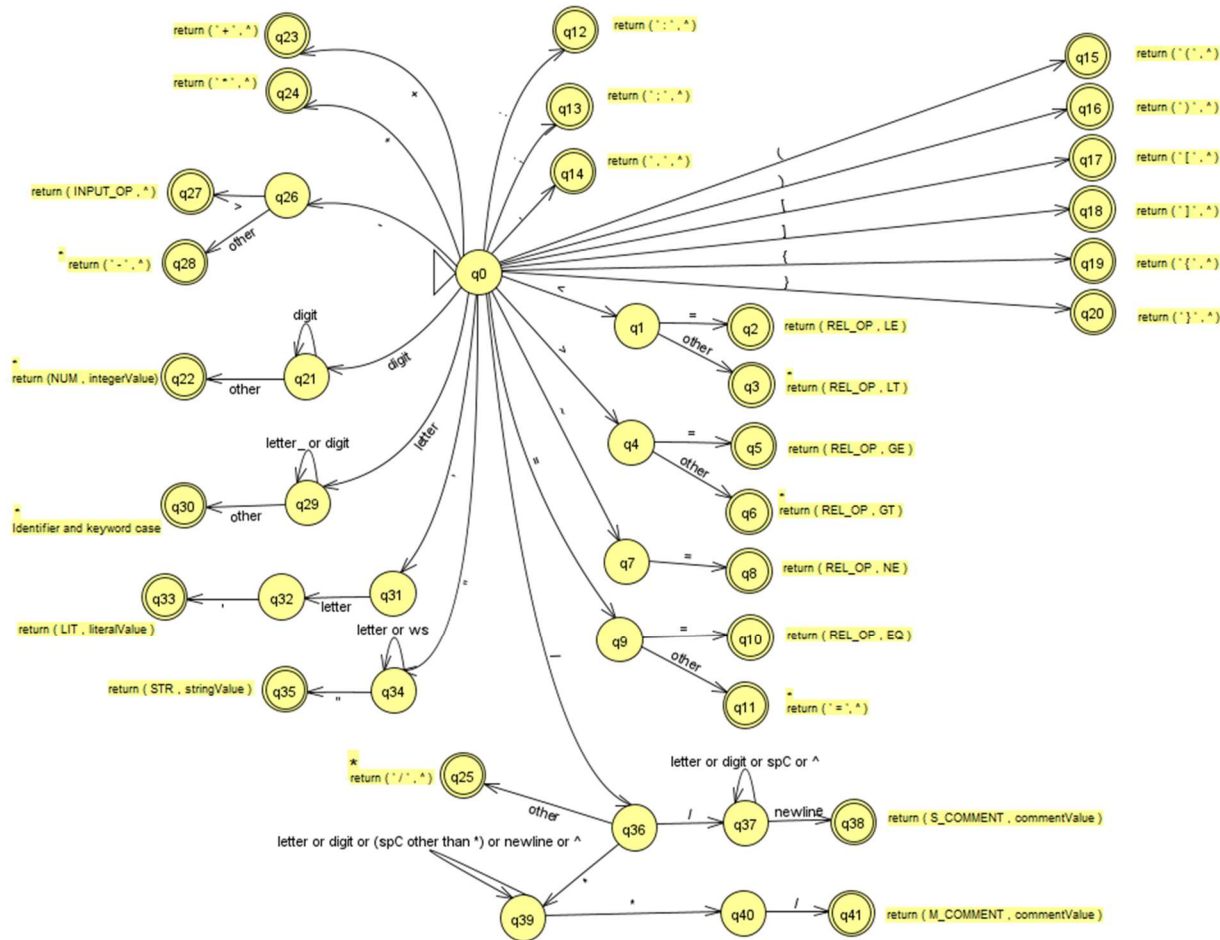 return ( ' + ' , ^ )
q23
+
return ( ' * ' , ^ )
q24
*
q12
return ( ' : ' , ^ )
:
q13
return ( ' ; ' , ^ )
;
q14
return ( ' , ' , ^ )
,
q15
return ( ' ( ' , ^ )
(
q16
return ( ' ) ' , ^ )
)
q17
return ( ' [ ' , ^ )
[
q18
return ( ' ] ' , ^ )
]
q19
return ( ' { ' , ^ )
{
q20
return ( ' } ' , ^ )
}
return ( INPUT_OP , ^ )
q27
>
q26
-
other
*
return ( ' - ' , ^ )
q28
q0
<
q1
=
q2
return ( REL_OP , LE )
other
q3
*
return ( REL_OP , LT )
digit
digit
*
return (NUM , integerValue)
q22
other
q21
>
q4
=
q5
return ( REL_OP , GE )
other
q6
*
return ( REL_OP , GT )
letter
letter_ or digit
*
Identifier and keyword case
q30
other
q29
~
q7
=
q8
return ( REL_OP , NE )
=
q9
=
q10
return ( REL_OP , EQ )
other
q11
*
return ( ' = ' , ^ )
'
q33
'
q32
letter
q31
return ( LIT , literalValue )
"
letter or ws
return ( STR , stringValue )
q35
"
q34
/
*
return ( ' / ' , ^ )
q25
other
q36
/
letter or digit or spC or ^
q37
newline
q38
return ( S_COMMENT , commentValue )
letter or digit or (spC other than *) or newline or ^
*
q39
*
q40
/
q41
return ( M_COMMENT , commentValue )